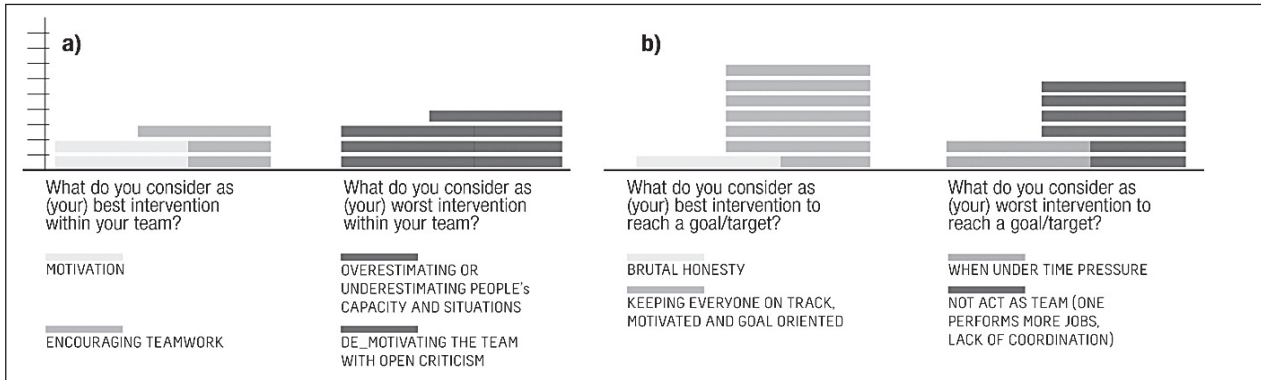 a)
What do you consider as
(your) best intervention
within your team?
MOTIVATION
ENCOURAGING TEAMWORK
What do you consider as
(your) worst intervention
within your team?
OVERESTIMATING OR
UNDERESTIMATING PEOPLE's
CAPACITY AND SITUATIONS
DE_MOTIVATING THE TEAM
WITH OPEN CRITICISM
b)
What do you consider as
(your) best intervention to
reach a goal/target?
BRUTAL HONESTY
KEEPING EVERYONE ON TRACK,
MOTIVATED AND GOAL ORIENTED
What do you consider as
(your) worst intervention to
reach a goal/target?
WHEN UNDER TIME PRESSURE
NOT ACT AS TEAM (ONE
PERFORMS MORE JOBS,
LACK OF COORDINATION)